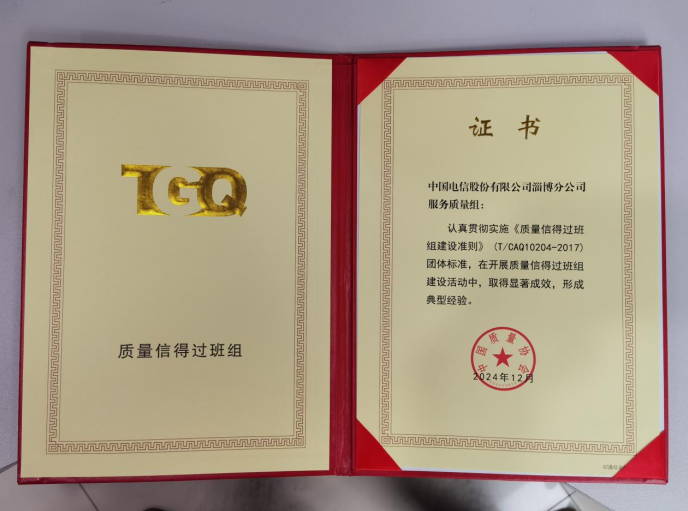 TGQ
质量信得过班组
证书
中国电信股份有限公司淄博分公司
服务质量组：
认真贯彻实施《质量信得过班
组建设准则》（T/CAQ10204-2017）
团体标准，在开展质量信得过班组
建设活动中，取得显著成效，形成
典型经验。
中国质量协会
2024年12月